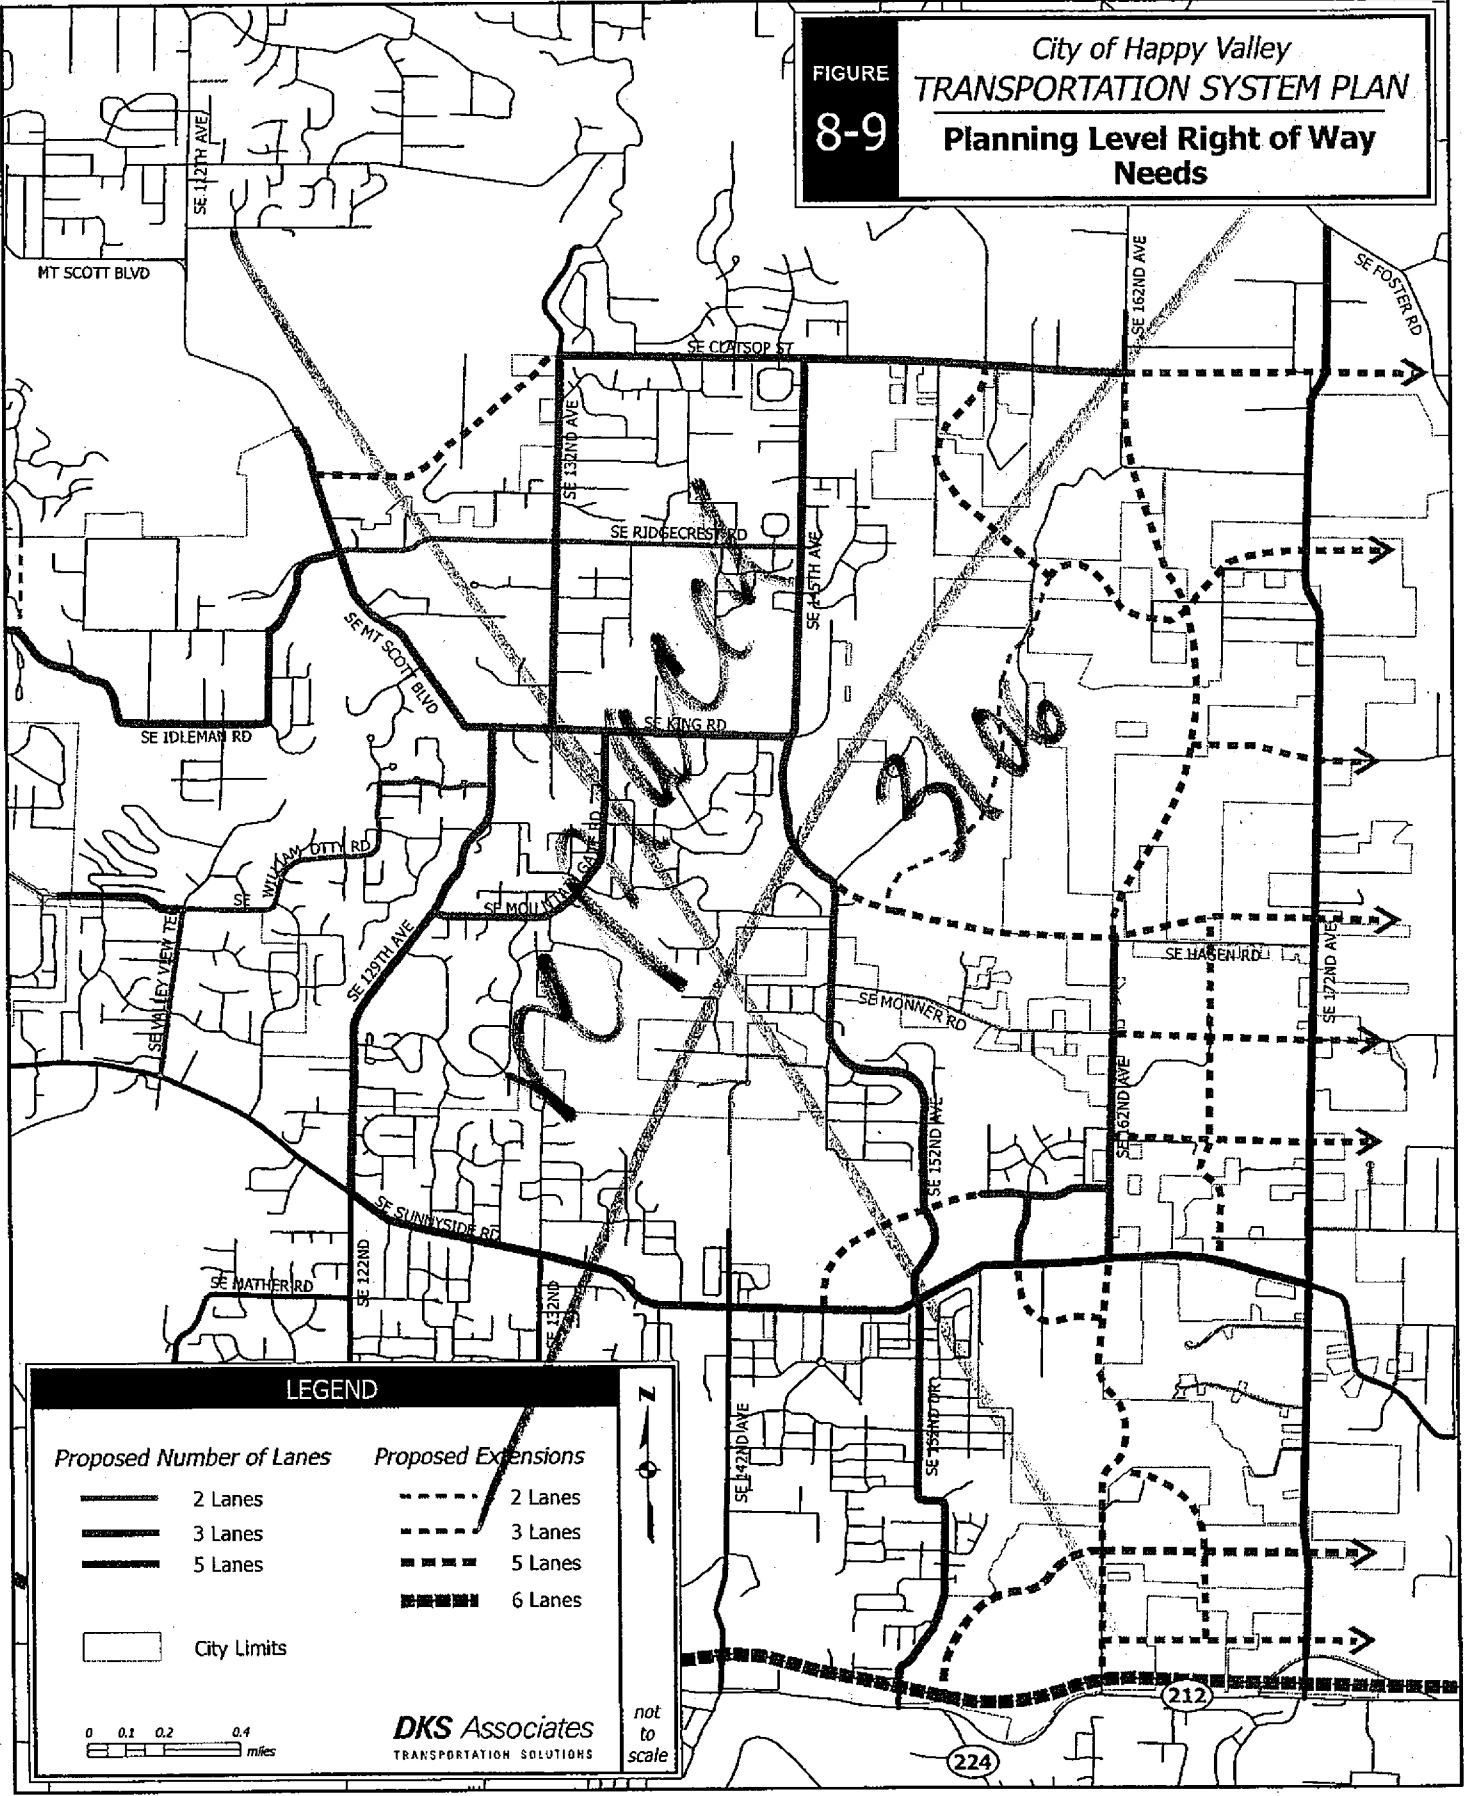 FIGURE
8-9
City of Happy Valley
TRANSPORTATION SYSTEM PLAN
Planning Level Right of Way
Needs
SE 112TH AVE
MT SCOTT BLVD
SE 162ND AVE
SE FOSTER RD
SE CLATSOP ST
SE 132ND AVE
SE RIDGECREST RD
SE 145TH AVE
SE MT SCOTT BLVD
SE KING RD
SE IDLEMAN RD
3/06
SE WILLIAM OTTY RD
SE MOUNTAIN GATE RD
SE 129TH AVE
SE VALLEY VIEW TE
SE HAGEN RD
SE 172ND AVE
SE MONNER RD
SE 162ND AVE
SE 152ND AVE
SE SUNNYSIDE RD
SE MATHER RD
SE 122ND
SE 132ND
SE 142ND AVE
SE 152ND DR
LEGEND
Proposed Number of Lanes
2 Lanes
3 Lanes
5 Lanes
City Limits
Proposed Extensions
2 Lanes
3 Lanes
5 Lanes
6 Lanes
N
0 0.1 0.2 0.4
miles
DKS Associates
TRANSPORTATION SOLUTIONS
not
to
scale
212
224